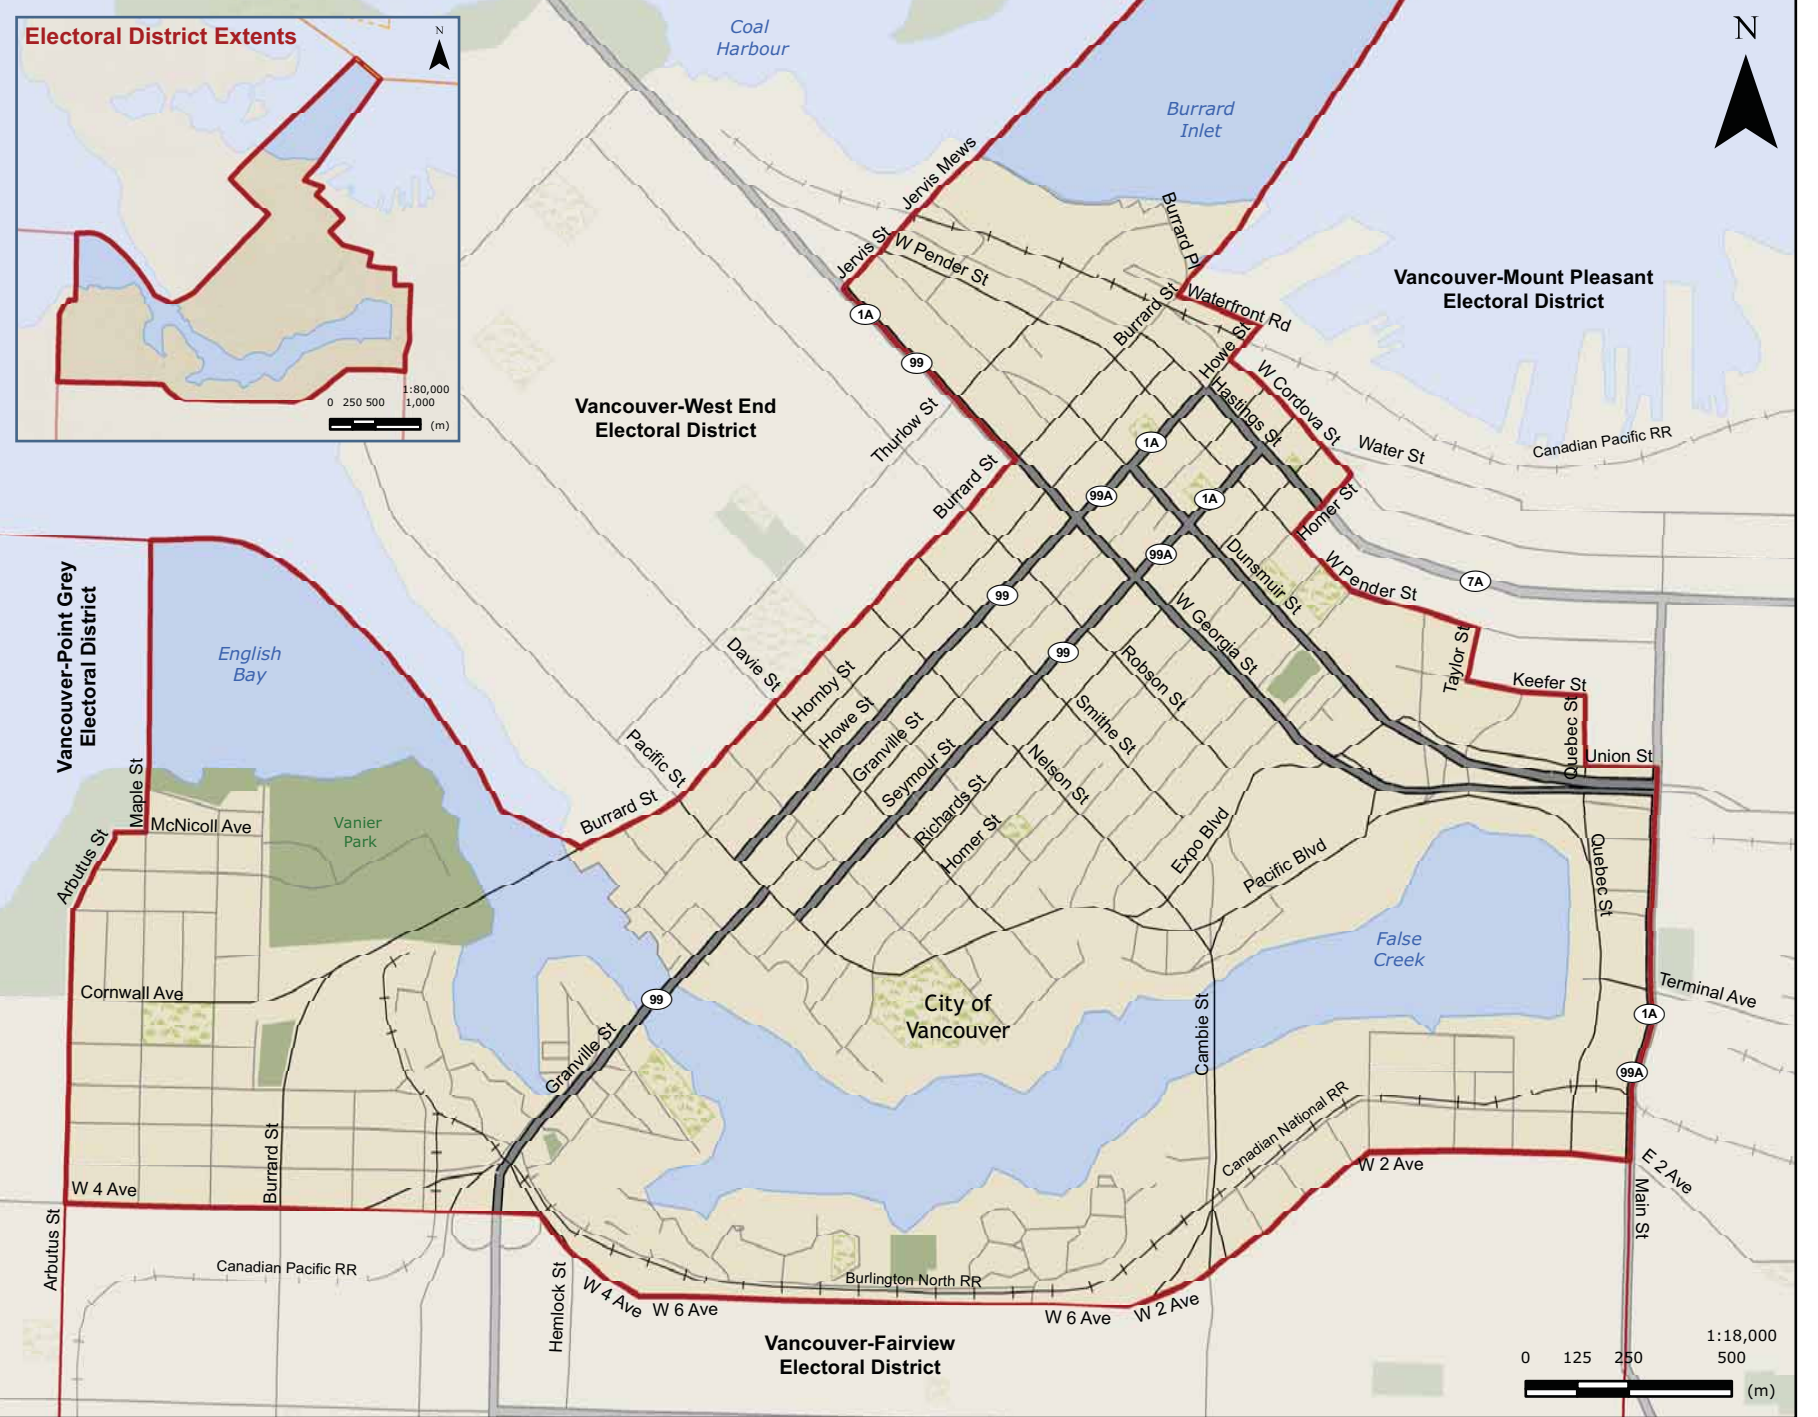 Electoral District Extents
N
1:80,000
0 250 500 1,000
(m)
Coal
Harbour
Burrard
Inlet
N
Jervis Mews
Jervis St
W Pender St
Burrard Pl
Burrard St
Waterfront Rd
Howe St
Vancouver-Mount Pleasant
Electoral District
1A
99
W Cordova St
Hastings St
Vancouver-West End
Electoral District
Thurlow St
Burrard St
1A
Water St
Canadian Pacific RR
99A
1A
Homer St
99A
Dunsmuir St
W Pender St
7A
99
W Georgia St
99
Vancouver-Point Grey
Electoral District
English
Bay
Davie St
Hornby St
Robson St
Taylor St
Keefer St
Quebec St
Union St
Howe St
Granville St
Smithe St
Pacific St
Seymour St
Nelson St
Burrard St
Richards St
Homer St
Expo Blvd
Pacific Blvd
Maple St
McNicoll Ave
Arbutus St
Vanier
Park
Quebec St
False
Creek
Cornwall Ave
99
City of
Vancouver
Cambie St
Terminal Ave
1A
99A
Granville St
Burrard St
Canadian National RR
W 4 Ave
W 2 Ave
E 2 Ave
Main St
Arbutus St
Canadian Pacific RR
Hemlock St
W 4 Ave
W 6 Ave
Burlington North RR
W 6 Ave
W 2 Ave
Vancouver-Fairview
Electoral District
1:18,000
0 125 250 500
(m)